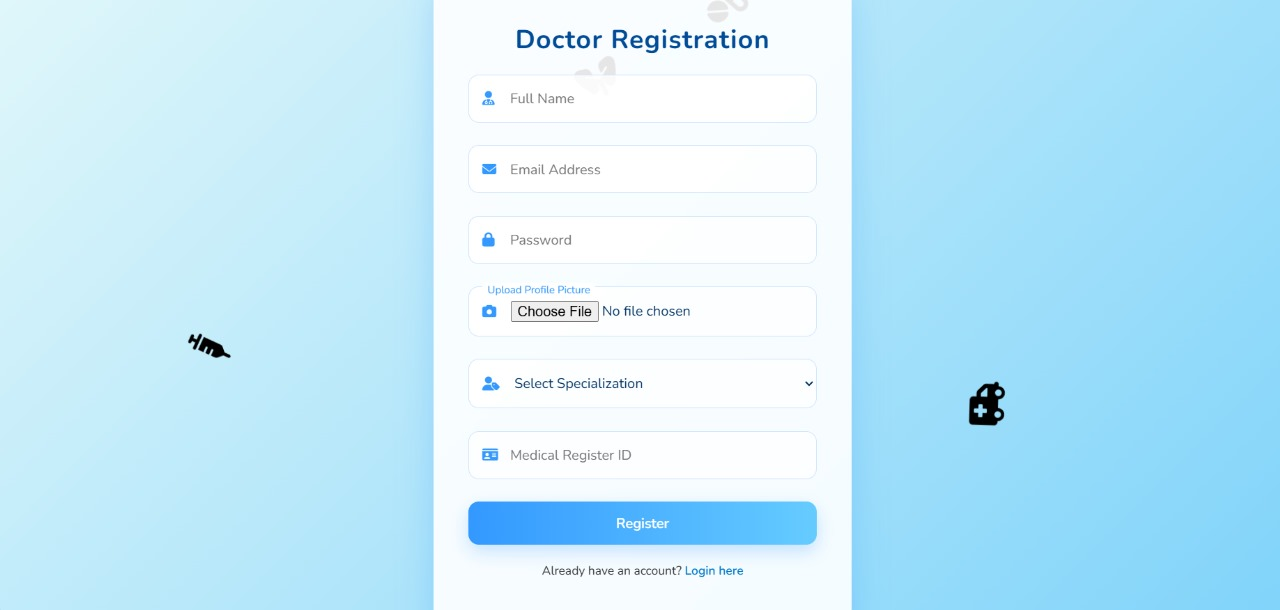 Doctor Registration
Full Name
Email Address
Password
Upload Profile Picture
Choose File No file chosen
Select Specialization
Medical Register ID
Register
Already have an account? Login here